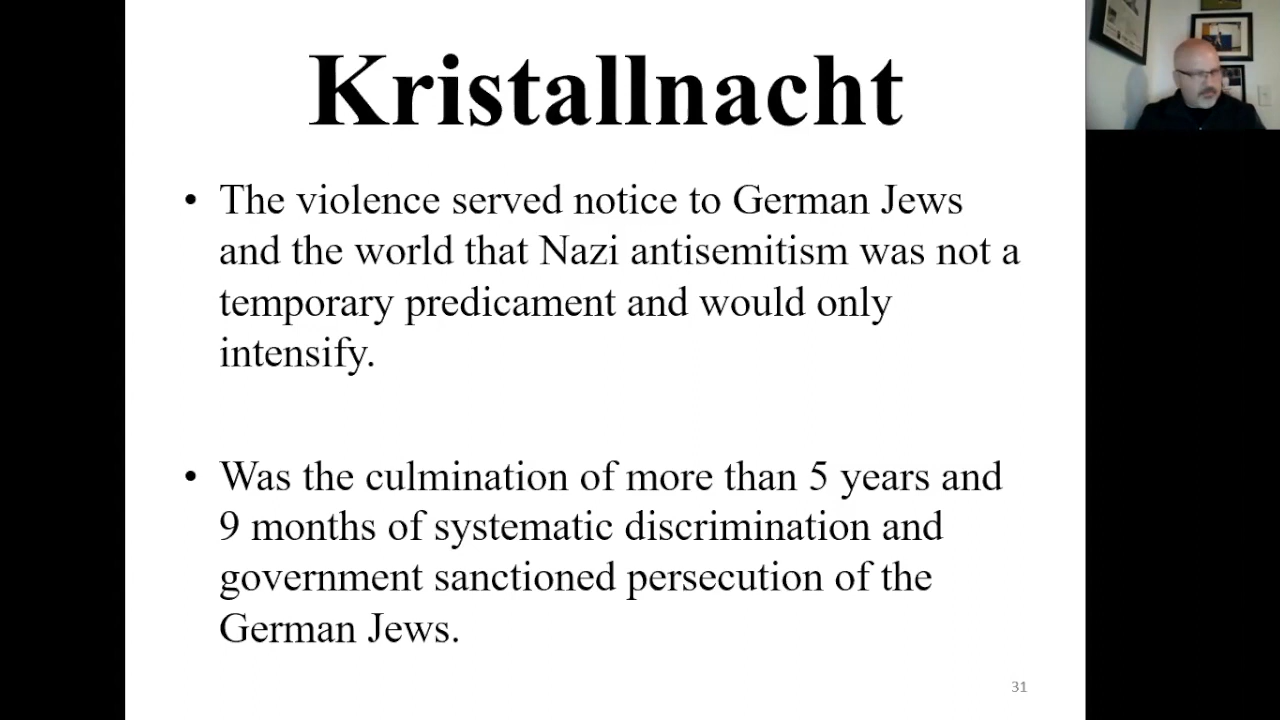 Kristallnacht
• The violence served notice to German Jews
and the world that Nazi antisemitism was not a
temporary predicament and would only
intensify.
• Was the culmination of more than 5 years and
9 months of systematic discrimination and
government sanctioned persecution of the
German Jews.
31